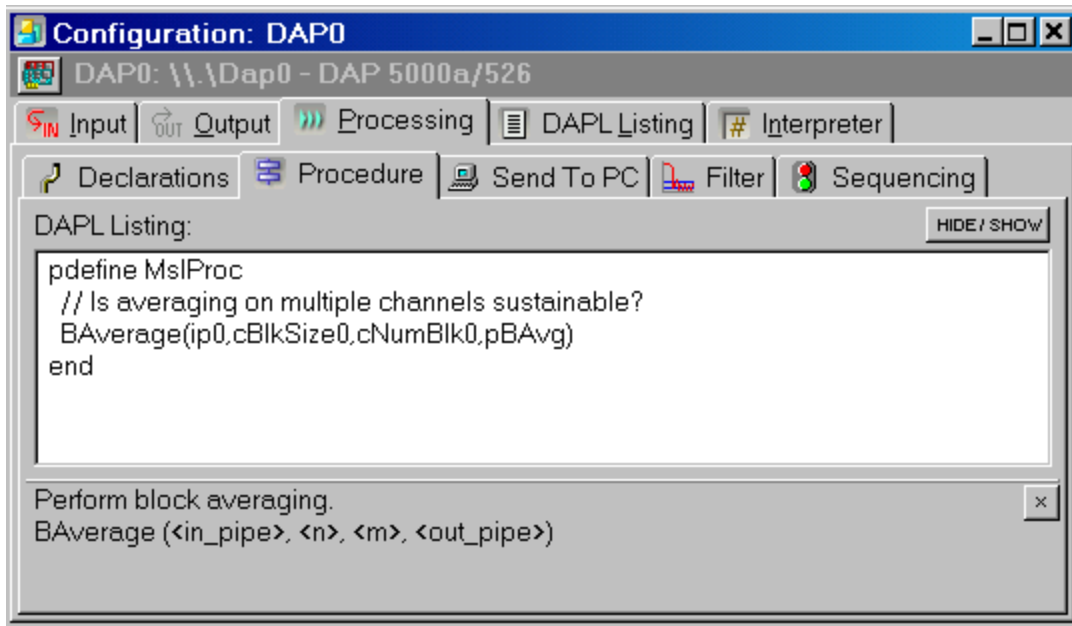 Configuration: DAP0
DAP0: \\.\Dap0 - DAP 5000a/526
IN Input OUT Output Processing DAPL Listing # Interpreter
Declarations Procedure Send To PC Filter Sequencing
DAPL Listing: HIDE / SHOW
pdefine MslProc
// Is averaging on multiple channels sustainable?
BAverage(ip0,cBlkSize0,cNumBlk0,pBAvg)
end
Perform block averaging.
BAverage (<in_pipe>, <n>, <m>, <out_pipe>)